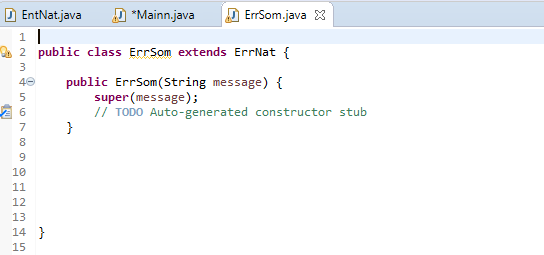 EntNat.java *Mainn.java ErrSom.java
1
2 public class ErrSom extends ErrNat {
3
4 public ErrSom(String message) {
5 super(message);
6 // TODO Auto-generated constructor stub
7 }
8
9
10
11
12
13
14 }
15